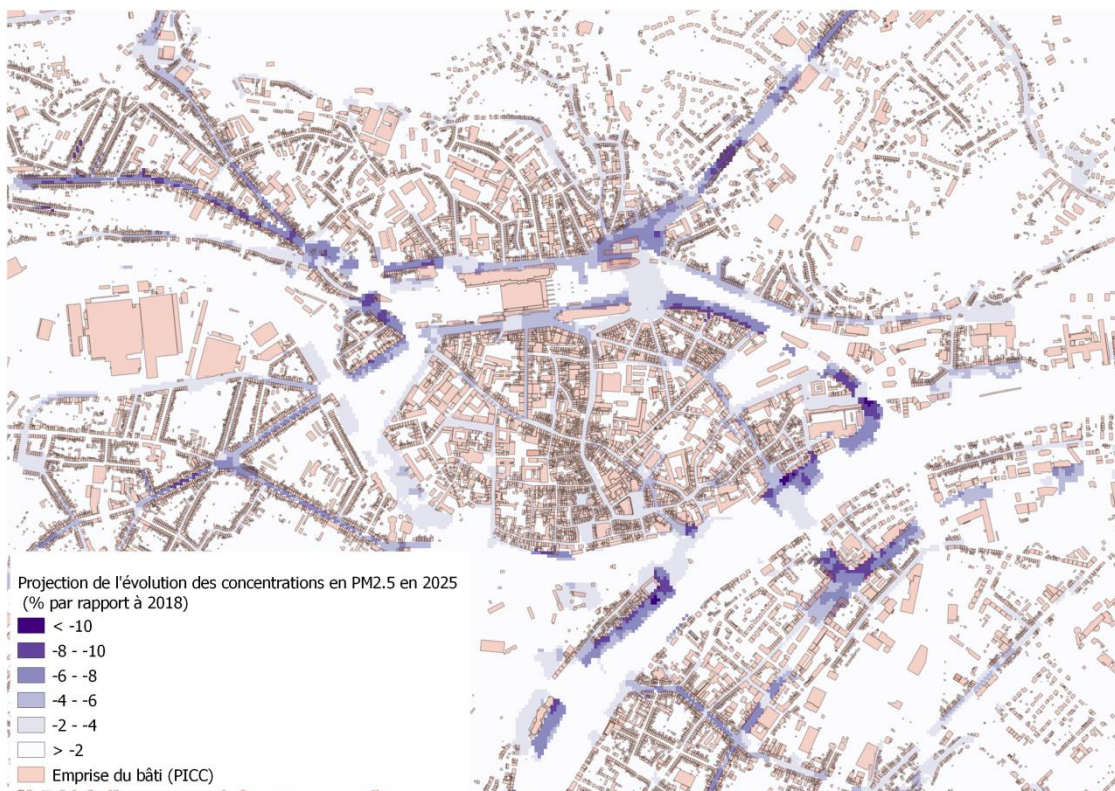 Projection de l'évolution des concentrations en PM2.5 en 2025
(% par rapport à 2018)
< -10
-8 - -10
-6 - -8
-4 - -6
-2 - -4
> -2
Emprise du bâti (PICC)